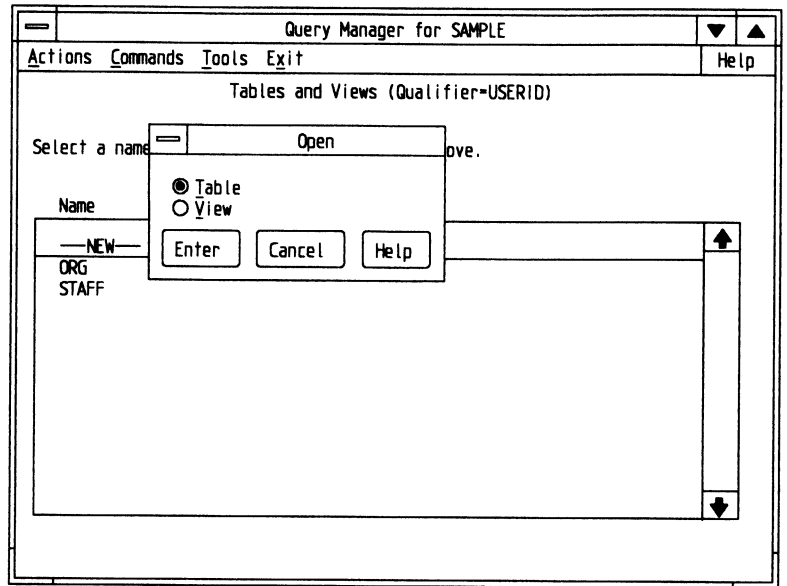 Query Manager for SAMPLE
Actions Commands Tools Exit Help
Tables and Views (Qualifier=USERID)
Select a name ove.
Open
Table
View
Enter Cancel Help
Name
—NEW—
ORG
STAFF